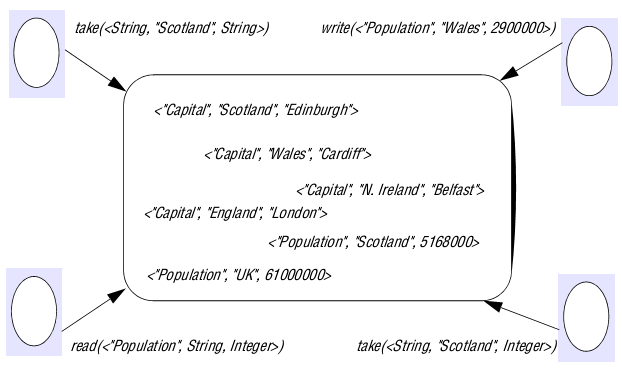 take(<String, "Scotland", String>)
write(<"Population", "Wales", 2900000>)
<"Capital", "Scotland", "Edinburgh">
<"Capital", "Wales", "Cardiff">
<"Capital", "N. Ireland", "Belfast">
<"Capital", "England", "London">
<"Population", "Scotland", 5168000>
<"Population", "UK", 61000000>
read(<"Population", String, Integer>)
take(<String, "Scotland", Integer>)